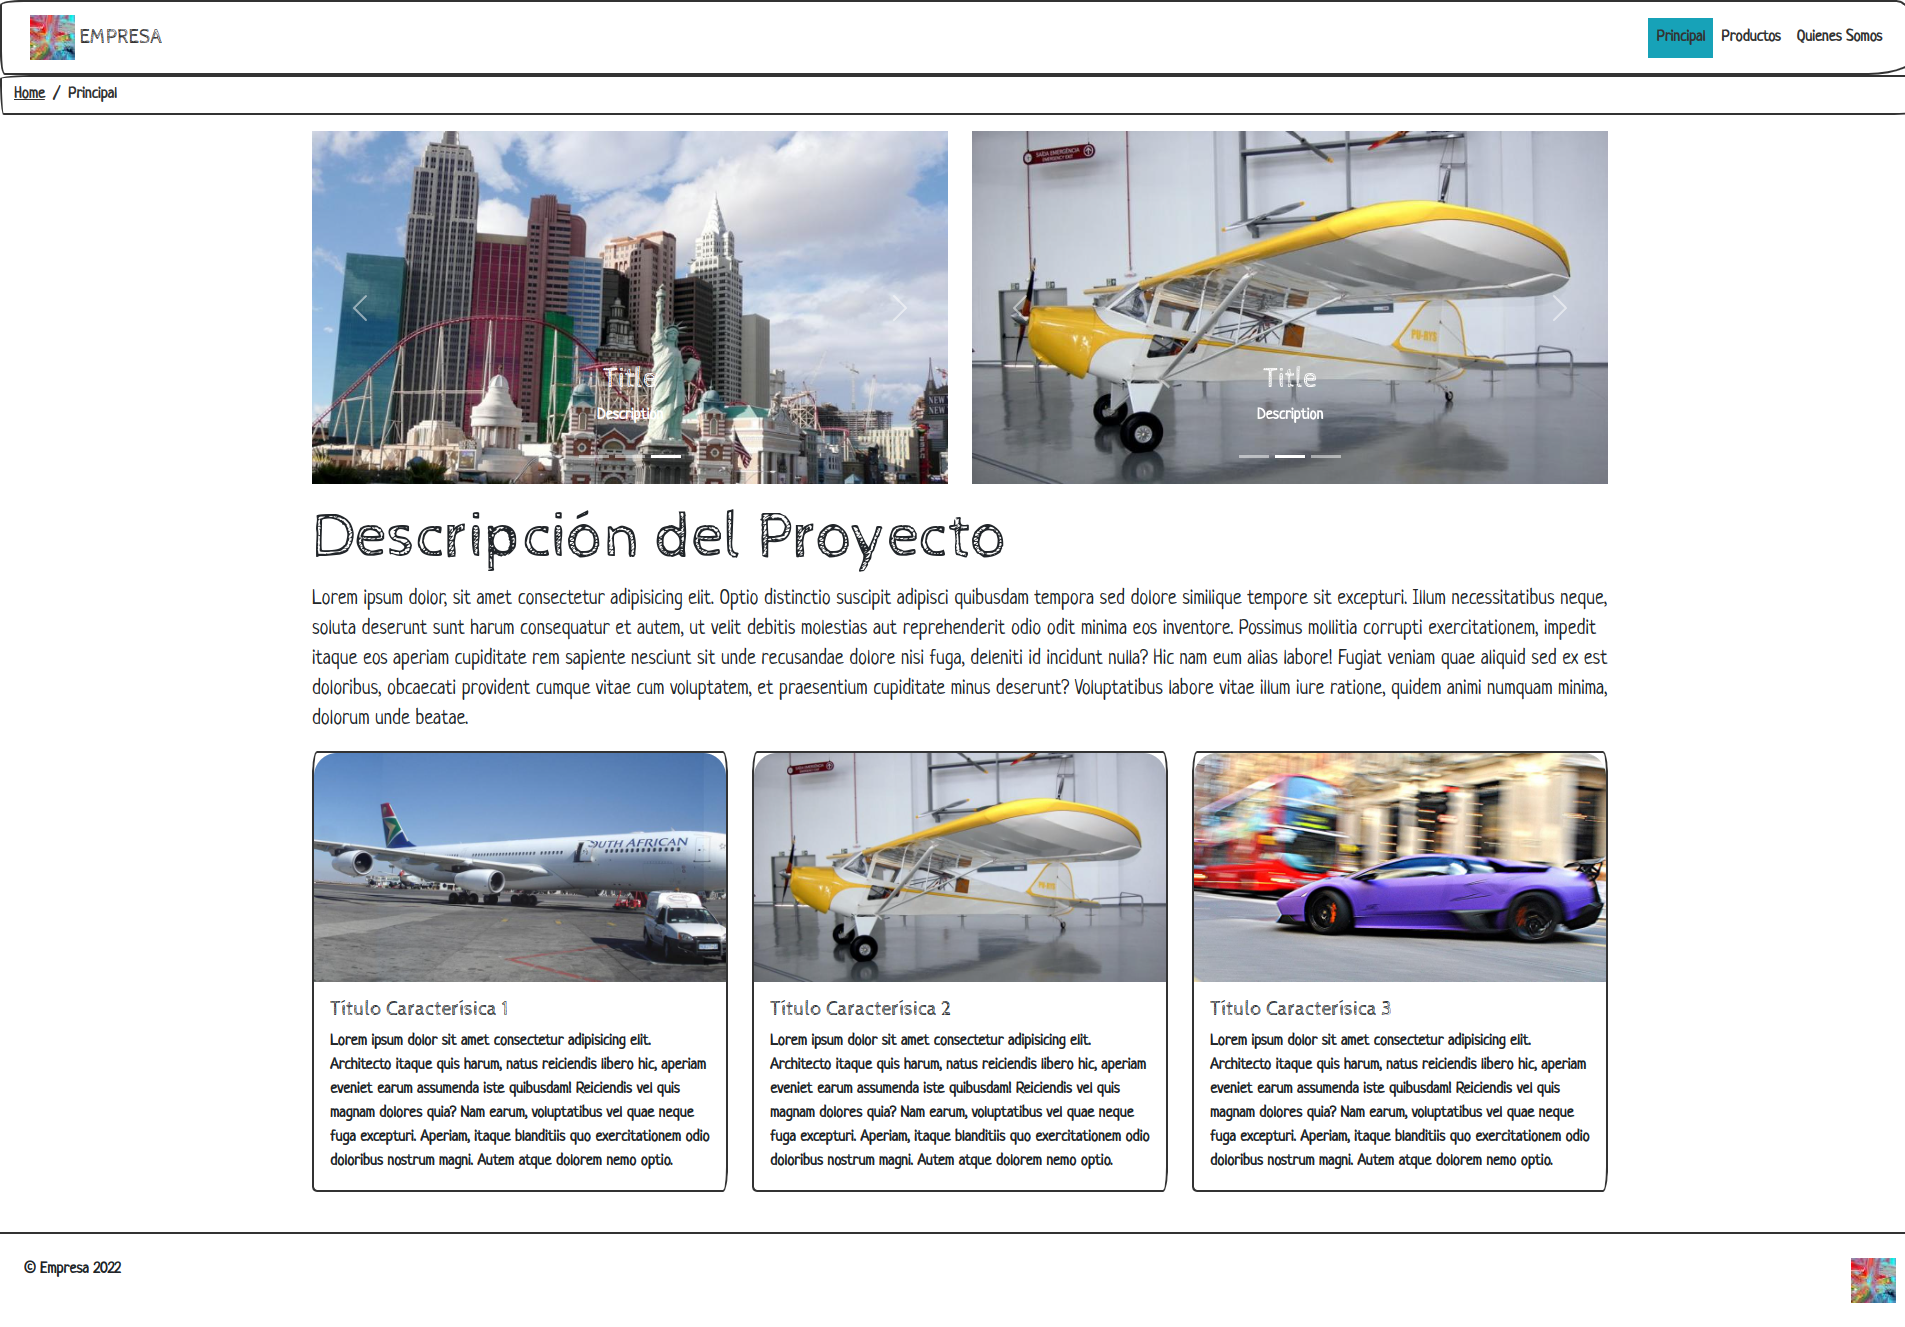 EMPRESA
Principal Productos Quienes Somos
Home / Principal
SAÍDA EMERGÊNCIA
EMERGENCY EXIT
PU-RYS
NEW
NEW
Title
Description
Title
Description
Descripción del Proyecto
Lorem ipsum dolor, sit amet consectetur adipisicing elit. Optio distinctio suscipit adipisci quibusdam tempora sed dolore similique tempore sit excepturi. Illum necessitatibus neque,
soluta deserunt sunt harum consequatur et autem, ut velit debitis molestias aut reprehenderit odio odit minima eos inventore. Possimus mollitia corrupti exercitationem, impedit
itaque eos aperiam cupiditate rem sapiente nesciunt sit unde recusandae dolore nisi fuga, deleniti id incidunt nulla? Hic nam eum alias labore! Fugiat veniam quae aliquid sed ex est
doloribus, obcaecati provident cumque vitae cum voluptatem, et praesentium cupiditate minus deserunt? Voluptatibus labore vitae illum iure ratione, quidem animi numquam minima,
dolorum unde beatae.
SOUTH AFRICAN
Título Caracterísica 1
Lorem ipsum dolor sit amet consectetur adipisicing elit.
Architecto itaque quis harum, natus reiciendis libero hic, aperiam
eveniet earum assumenda iste quibusdam! Reiciendis vel quis
magnam dolores quia? Nam earum, voluptatibus vel quae neque
fuga excepturi. Aperiam, itaque blanditiis quo exercitationem odio
doloribus nostrum magni. Autem atque dolorem nemo optio.
Título Caracterísica 2
Lorem ipsum dolor sit amet consectetur adipisicing elit.
Architecto itaque quis harum, natus reiciendis libero hic, aperiam
eveniet earum assumenda iste quibusdam! Reiciendis vel quis
magnam dolores quia? Nam earum, voluptatibus vel quae neque
fuga excepturi. Aperiam, itaque blanditiis quo exercitationem odio
doloribus nostrum magni. Autem atque dolorem nemo optio.
Título Caracterísica 3
Lorem ipsum dolor sit amet consectetur adipisicing elit.
Architecto itaque quis harum, natus reiciendis libero hic, aperiam
eveniet earum assumenda iste quibusdam! Reiciendis vel quis
magnam dolores quia? Nam earum, voluptatibus vel quae neque
fuga excepturi. Aperiam, itaque blanditiis quo exercitationem odio
doloribus nostrum magni. Autem atque dolorem nemo optio.
© Empresa 2022